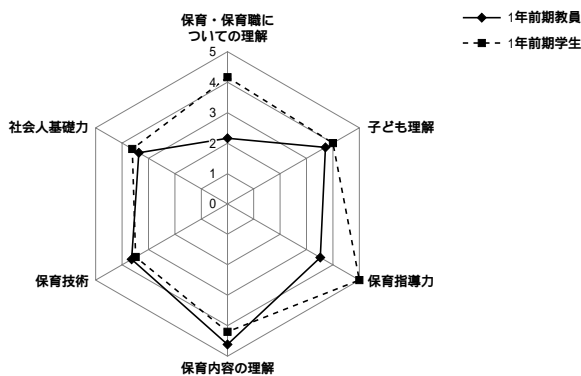 保育・保育職に
ついての理解
1年前期教員
1年前期学生
5
4
3
2
1
0
社会人基礎力
子ども理解
保育技術
保育指導力
保育内容の理解